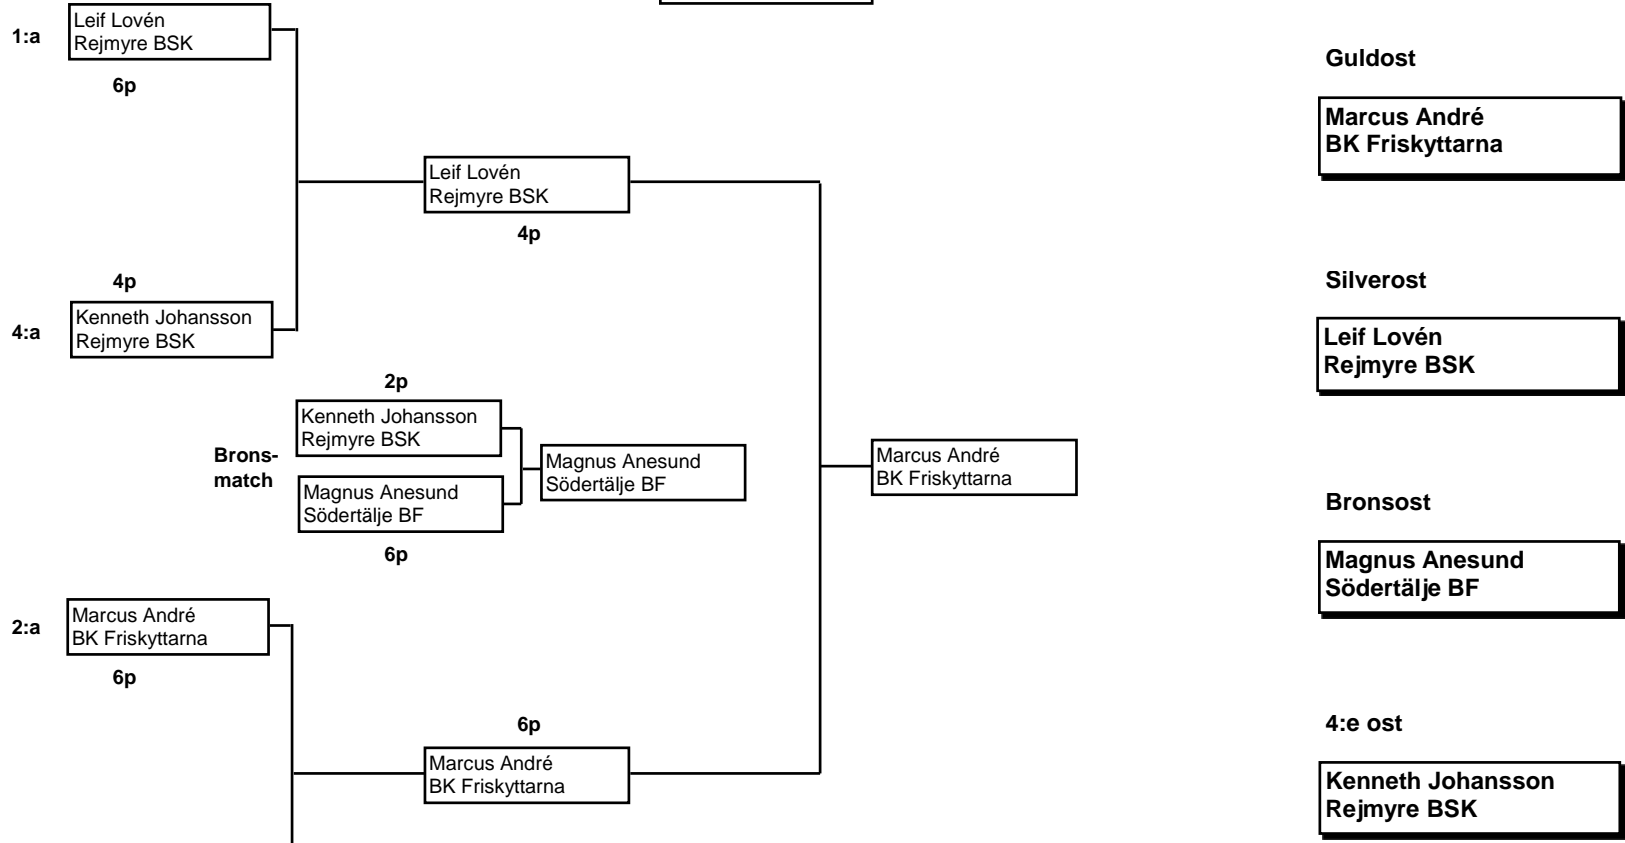 1:a
Leif Lovén
Rejmyre BSK
6p
4p
4:a
Kenneth Johansson
Rejmyre BSK
Leif Lovén
Rejmyre BSK
4p
2p
Brons-
match
Kenneth Johansson
Rejmyre BSK
Magnus Anesund
Södertälje BF
6p
Magnus Anesund
Södertälje BF
Marcus André
BK Friskyttarna
2:a
Marcus André
BK Friskyttarna
6p
6p
Marcus André
BK Friskyttarna
Guldost
Marcus André
BK Friskyttarna
Silverost
Leif Lovén
Rejmyre BSK
Bronsost
Magnus Anesund
Södertälje BF
4:e ost
Kenneth Johansson
Rejmyre BSK